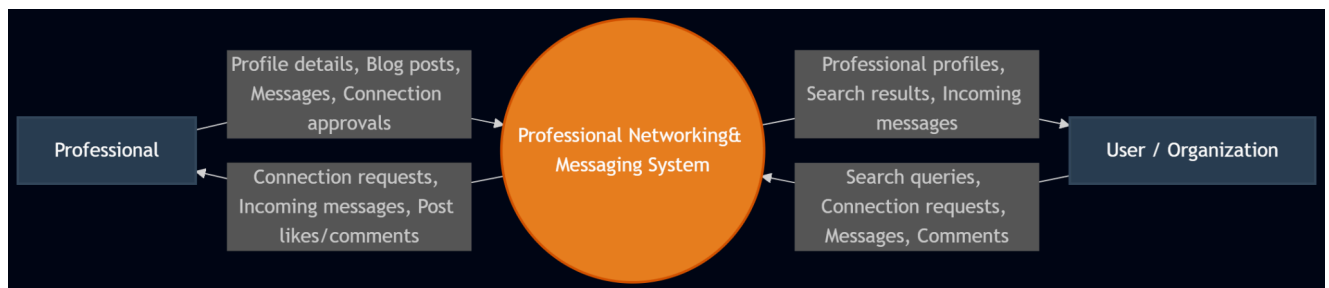 Professional
Profile details, Blog posts,
Messages, Connection
approvals
Connection requests,
Incoming messages, Post
likes/comments
Professional Networking&
Messaging System
Professional profiles,
Search results, Incoming
messages
Search queries,
Connection requests,
Messages, Comments
User / Organization